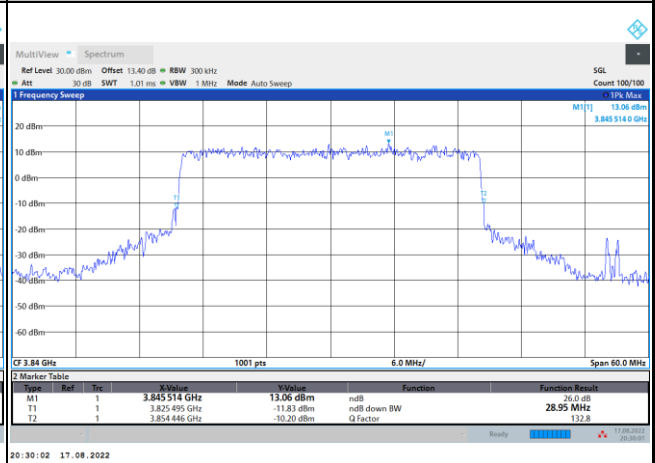 MultiView Spectrum
Ref Level 30.00 dBm Offset 13.40 dB RBW 300 kHz SGL
Att 30 dB SWT 1.01 ms VBW 1 MHz Mode Auto Sweep Count 100/100
1 Frequency Sweep 1Pk Max
M1[1] 13.06 dBm
3.845 514 0 GHz
20 dBm
M1
10 dBm
0 dBm
T1
T2
-10 dBm
-20 dBm
-30 dBm
-40 dBm
-50 dBm
-60 dBm
CF 3.84 GHz 1001 pts 6.0 MHz/ Span 60.0 MHz
2 Marker Table
Type Ref Trc X-Value Y-Value Function Function Result
M1 1 3.845 514 GHz 13.06 dBm ndB 26.0 dB
T1 1 3.825 495 GHz -11.83 dBm ndB down BW 28.95 MHz
T2 1 3.854 446 GHz -10.20 dBm Q Factor 132.8
Ready 17.08.2022
20:30:01
20:30:02 17.08.2022